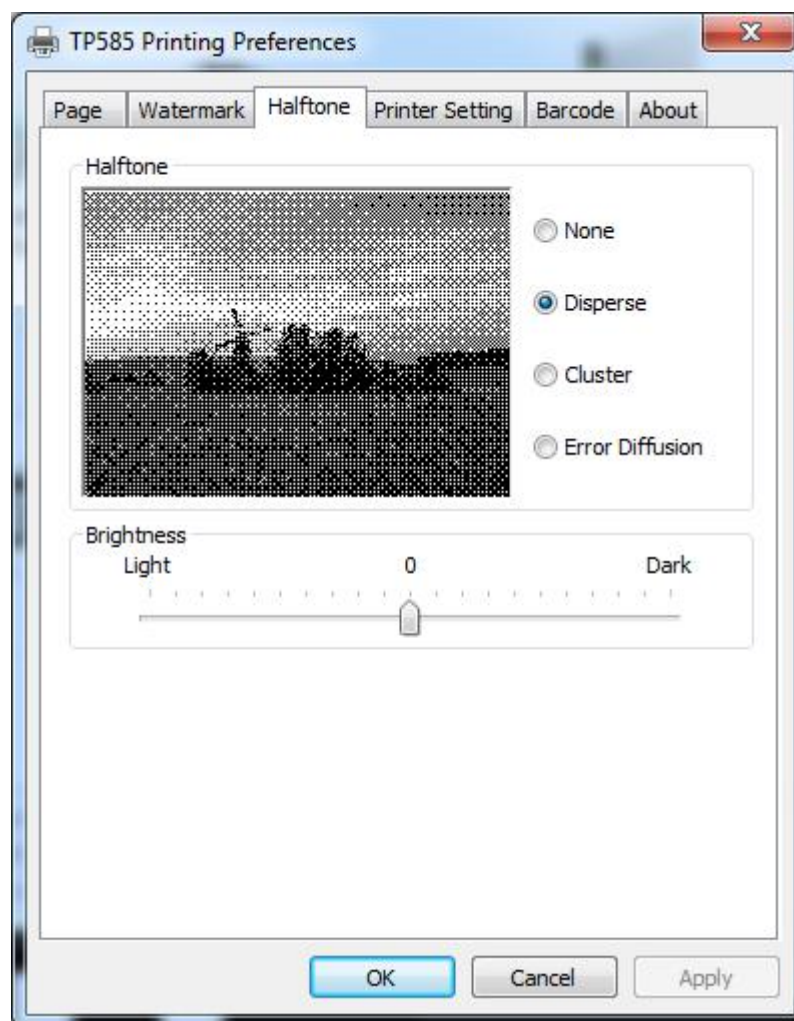 TP585 Printing Preferences
Page Watermark Halftone Printer Setting Barcode About
Halftone
None
Disperse
Cluster
Error Diffusion
Brightness
Light 0 Dark
OK Cancel Apply